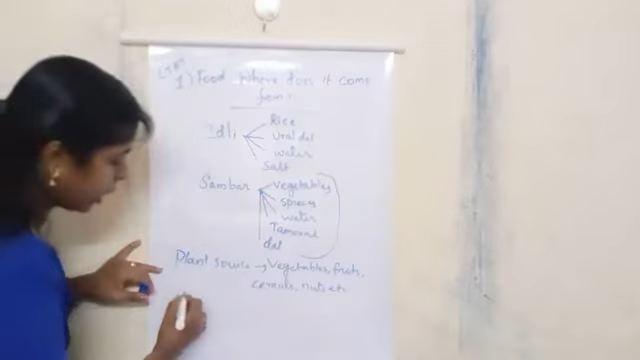 1) Food Where does it come
from?
Idli
Rice
Ural dal
water
Salt
Sambar
Vegetables
spices
water
Tamarind
dal
Plant source → Vegetables, fruits,
cereals, nuts etc